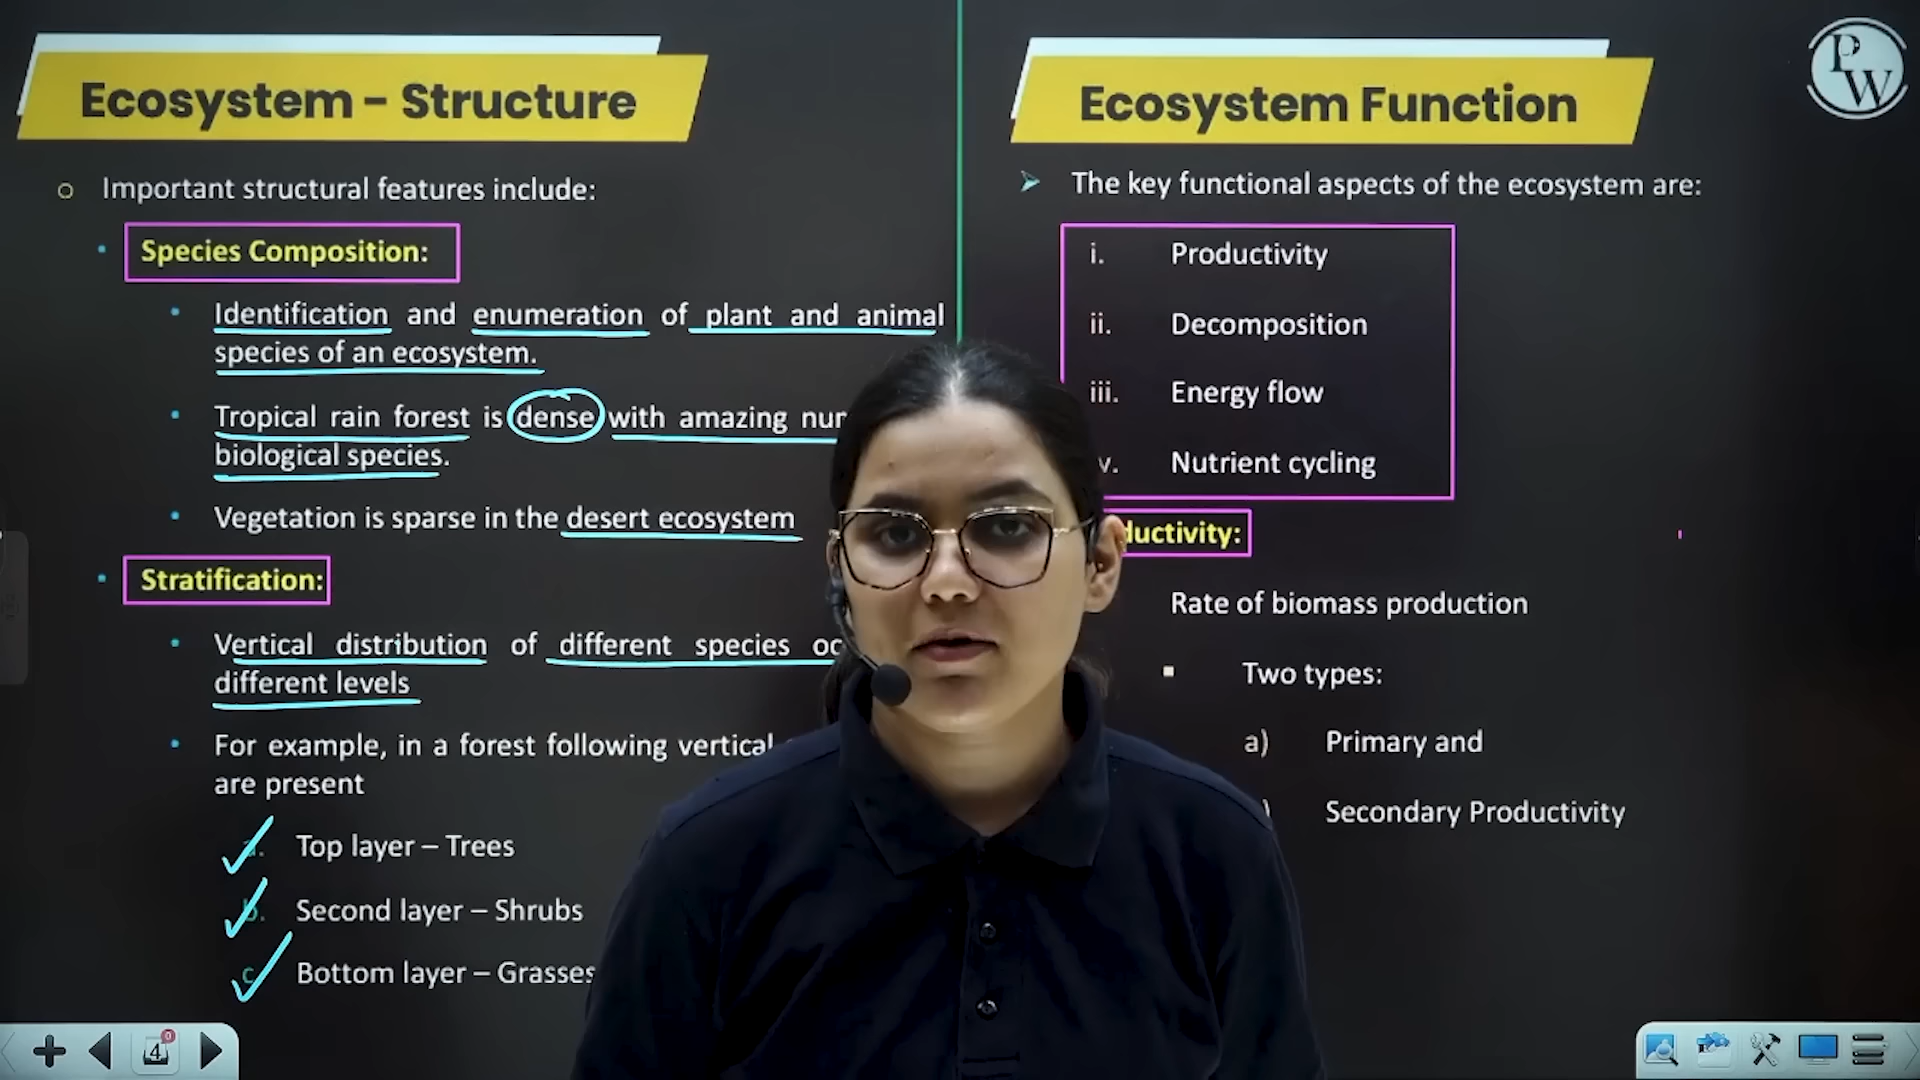 Ecosystem - Structure
Important structural features include:
Species Composition:
Identification and enumeration of plant and animal
species of an ecosystem.
Tropical rain forest is dense with amazing
biological species.
Vegetation is sparse in the desert ecosystem
Stratification:
Vertical distribution of different species
different levels
For example, in a forest following vertical
are present
Top layer – Trees
b. Second layer – Shrubs
c Bottom layer – Grasses
Ecosystem Function
The key functional aspects of the ecosystem are:
i. Productivity
ii. Decomposition
iii. Energy flow
v. Nutrient cycling
ductivity:
Rate of biomass production
Two types:
a) Primary and
) Secondary Productivity
PW
4
0